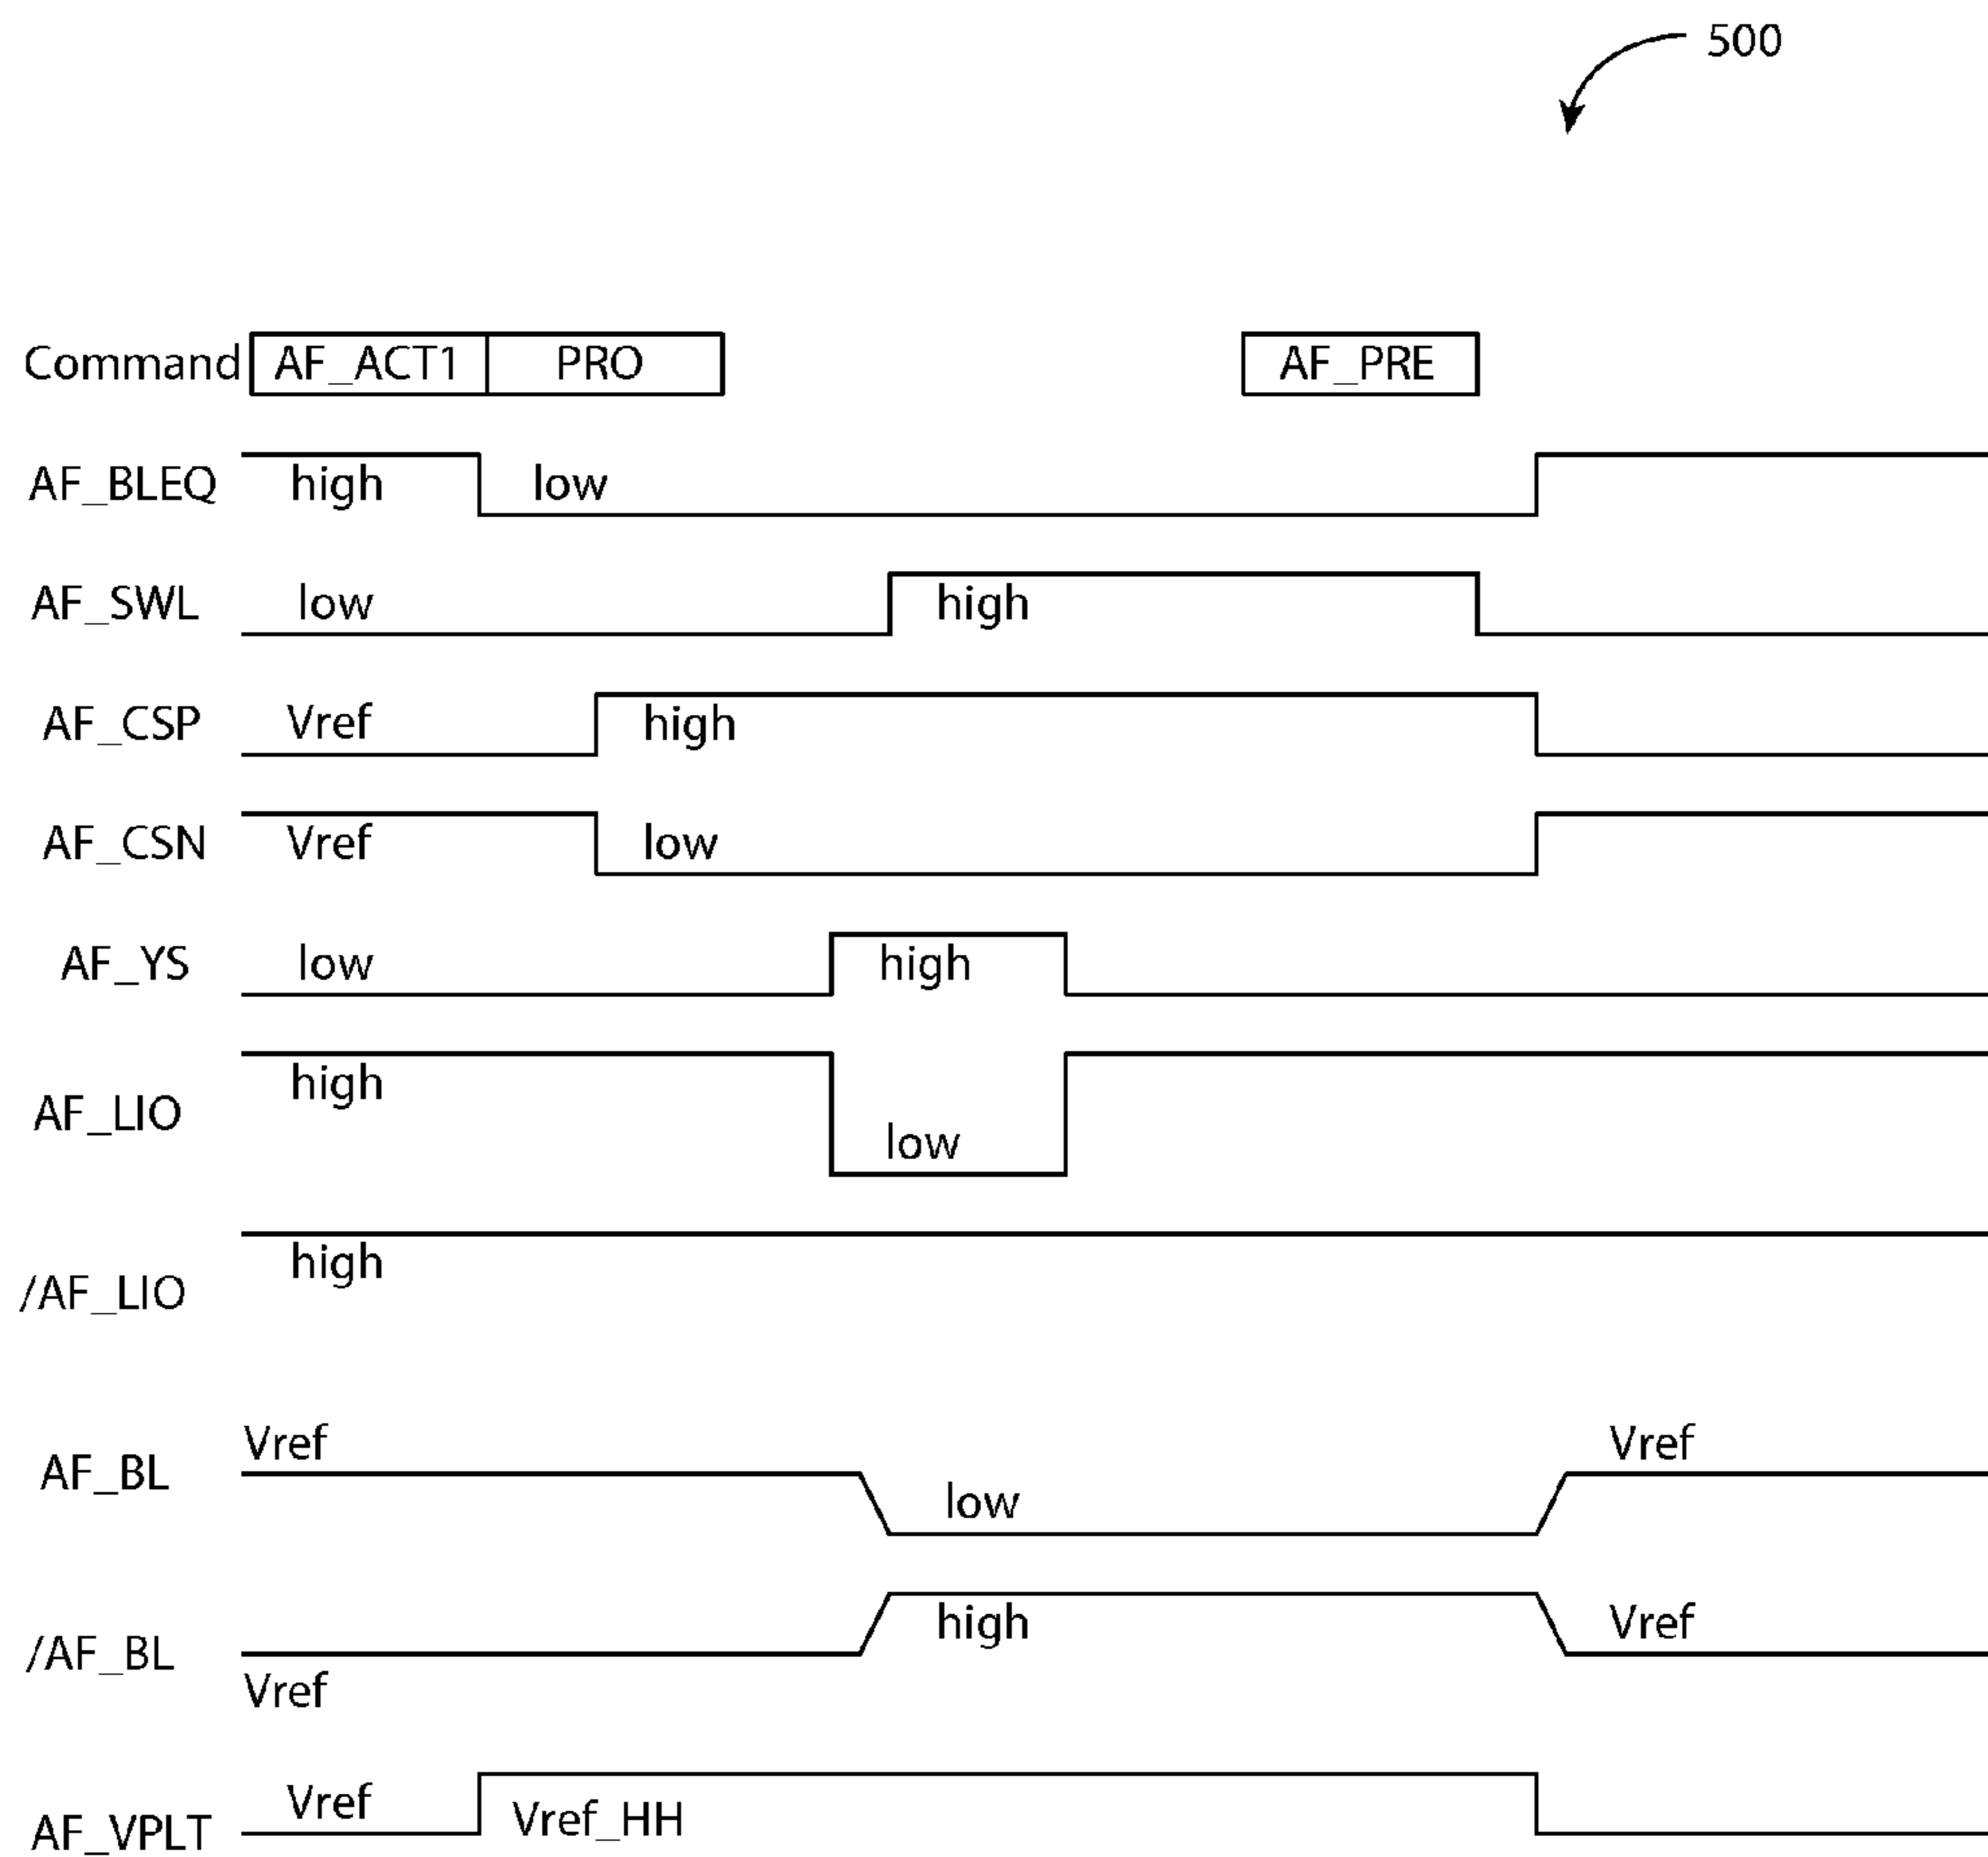 500
Command AF_ACT1 PRO AF_PRE
AF_BLEQ high low
AF_SWL low high
AF_CSP Vref high
AF_CSN Vref low
AF_YS low high
AF_LIO high low
/AF_LIO high
AF_BL Vref low Vref
/AF_BL Vref high Vref
AF_VPLT Vref Vref_HH